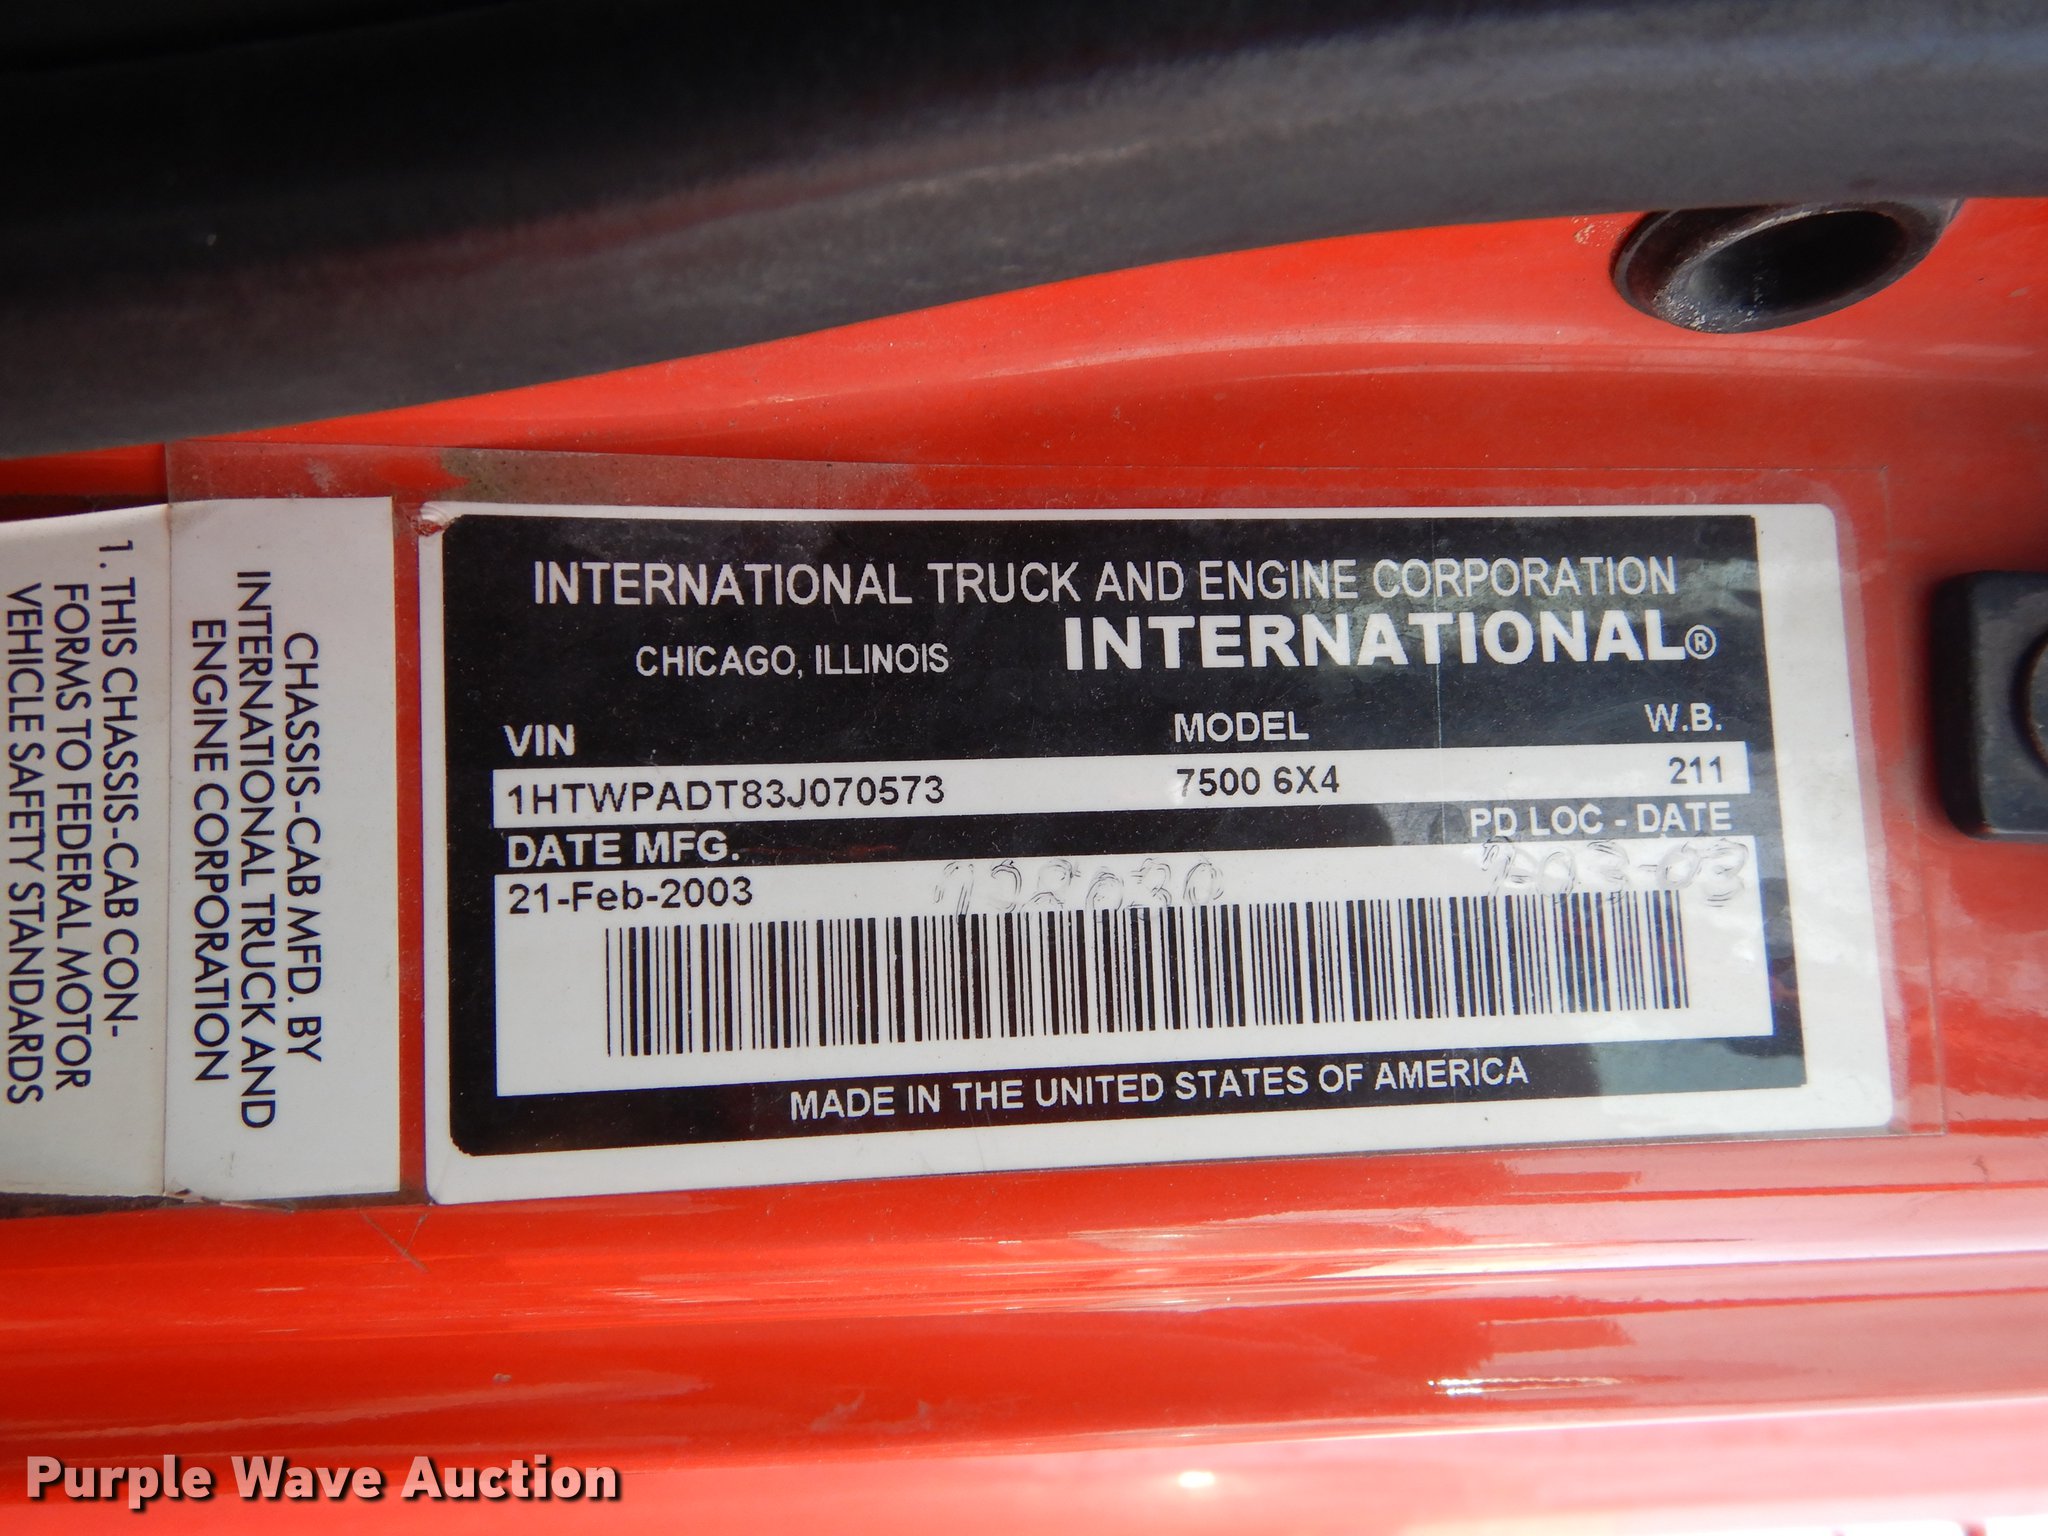 1. THIS CHASSIS-CAB CON-
FORMS TO FEDERAL MOTOR
VEHICLE SAFETY STANDARDS
CHASSIS-CAB MFD. BY
INTERNATIONAL TRUCK AND
ENGINE CORPORATION
INTERNATIONAL TRUCK AND ENGINE CORPORATION
CHICAGO, ILLINOIS INTERNATIONAL®
VIN MODEL W.B.
1HTWPADT83J070573 7500 6X4 211
DATE MFG. PD LOC - DATE
21-Feb-2003
MADE IN THE UNITED STATES OF AMERICA
Purple Wave Auction